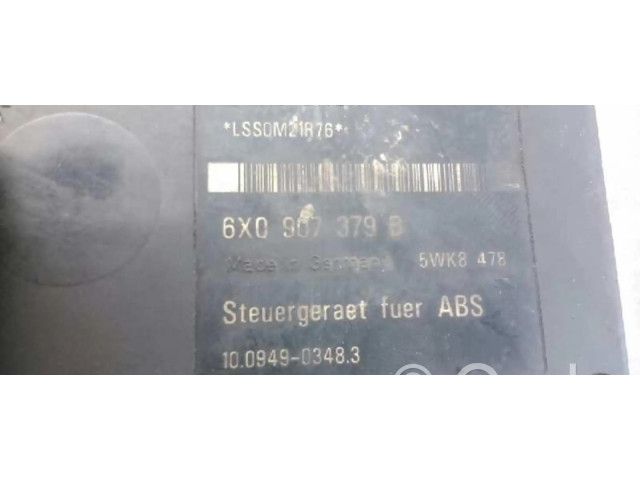 *LSS0M21R76*
6X0 907 379 B
Made in Germany 5WK8 478
Steuergeraet fuer ABS
10.0949-0348.3